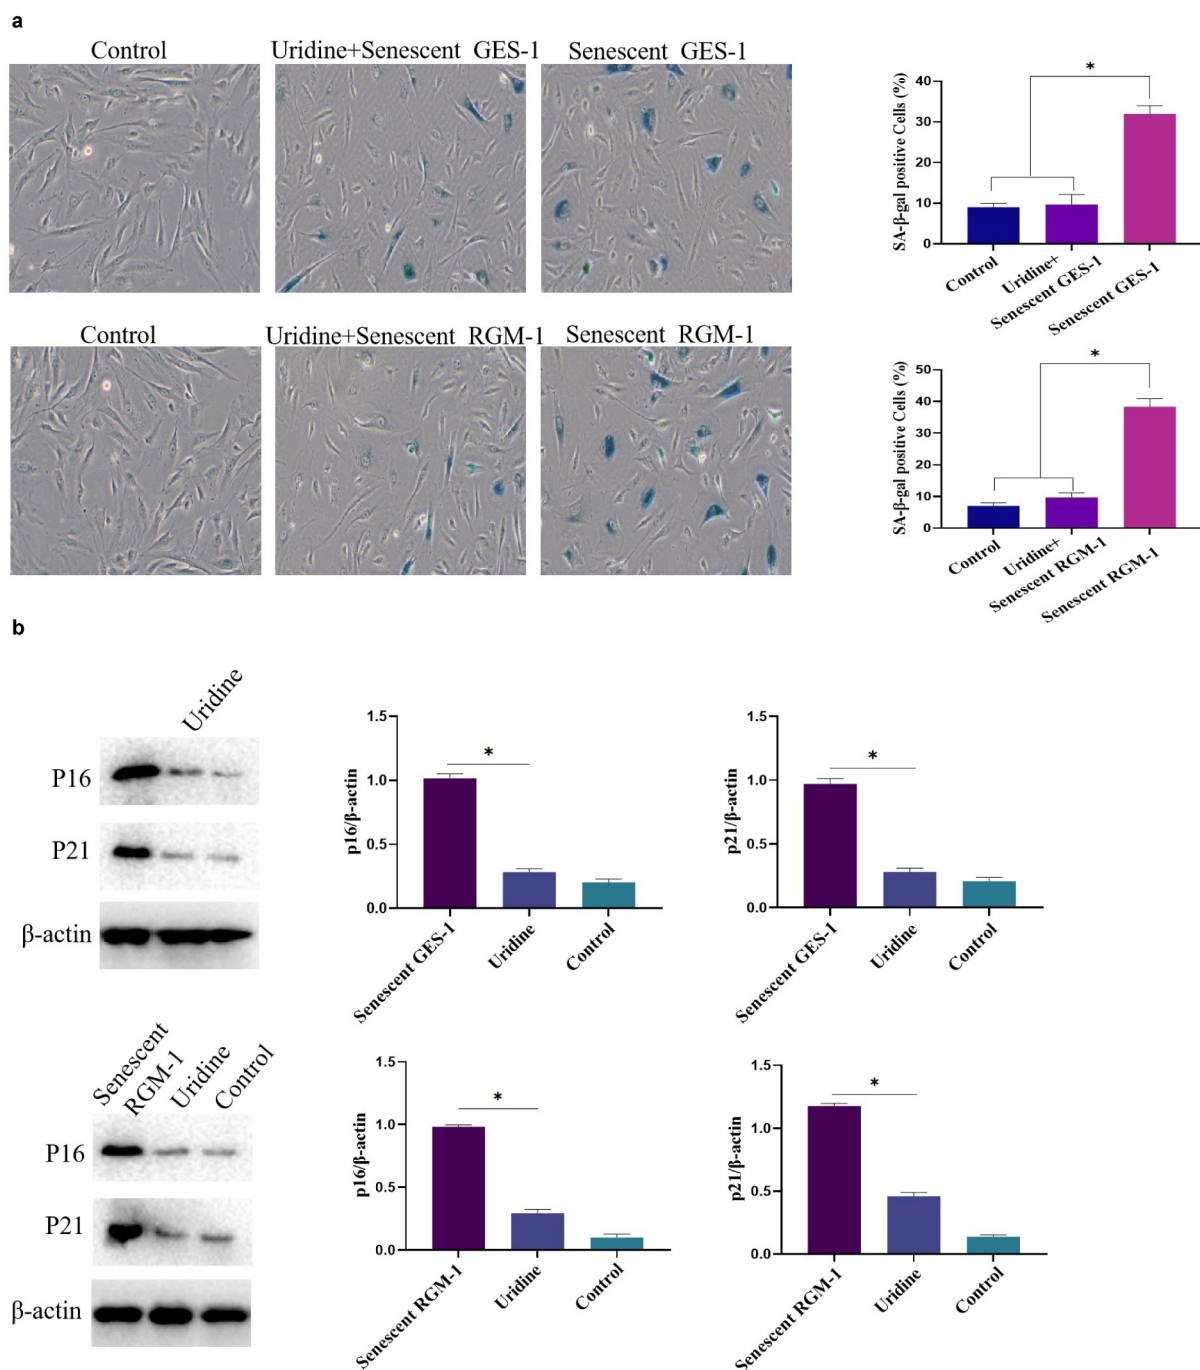 a
Control
Uridine+Senescent GES-1
Senescent GES-1
SA-β-gal positive Cells (%)
40
30
20
10
0
*
Control
Uridine+
Senescent GES-1
Senescent GES-1
Control
Uridine+Senescent RGM-1
Senescent RGM-1
SA-β-gal positive Cells (%)
50
40
30
20
10
0
*
Control
Uridine+
Senescent RGM-1
Senescent RGM-1
b
Uridine
P16
P21
β-actin
p16/β-actin
1.5
1.0
0.5
0.0
*
Senescent GES-1
Uridine
Control
p21/β-actin
1.5
1.0
0.5
0.0
*
Senescent GES-1
Uridine
Control
Senescent
RGM-1
Uridine
Control
P16
P21
β-actin
p16/β-actin
1.5
1.0
0.5
0.0
*
Senescent RGM-1
Uridine
Control
p21/β-actin
1.5
1.0
0.5
0.0
*
Senescent RGM-1
Uridine
Control